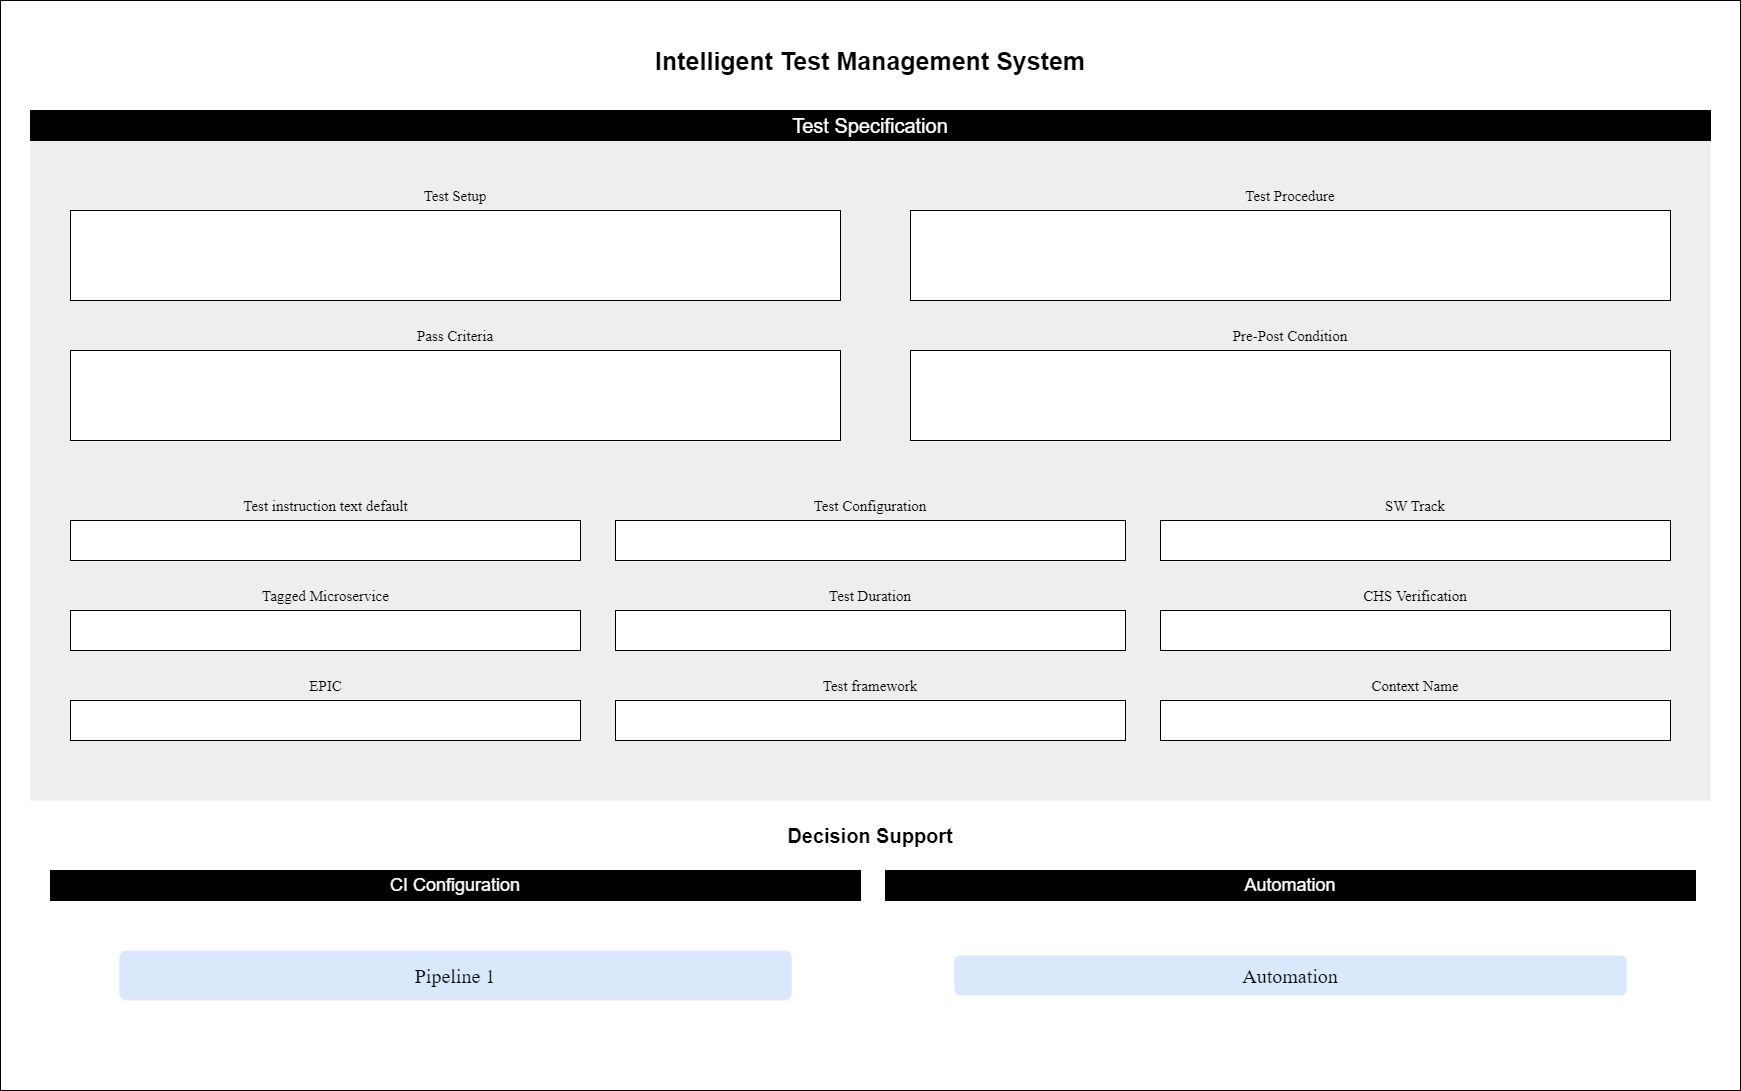 Intelligent Test Management System
Test Specification
Test Setup
Test Procedure
Pass Criteria
Pre-Post Condition
Test instruction text default
Test Configuration
SW Track
Tagged Microservice
Test Duration
CHS Verification
EPIC
Test framework
Context Name
Decision Support
CI Configuration
Automation
Pipeline 1
Automation